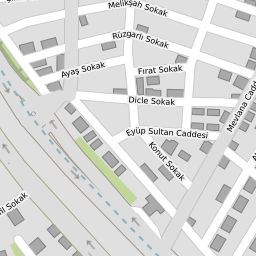 Melikşah Sokak
Rüzgarlı Sokak
Ayaş Sokak
Fırat Sokak
Dicle Sokak
Eyüp Sultan Caddesi
Mevlana Cadd
Konut Sokak
Sokak